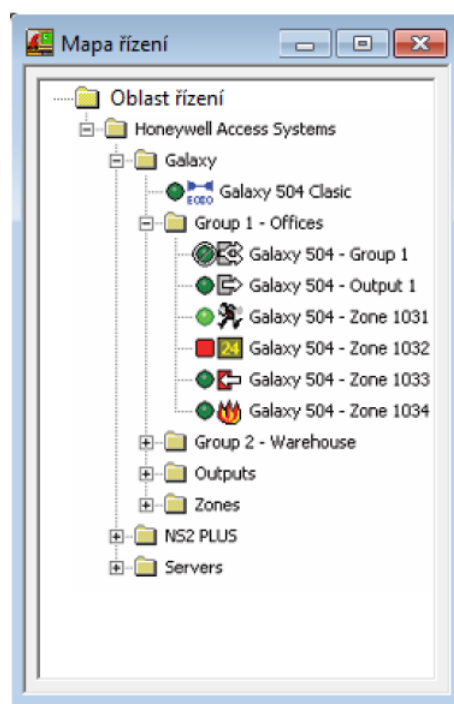 Mapa řízení
Oblast řízení
Honeywell Access Systems
Galaxy
Galaxy 504 Clasic
Group 1 - Offices
Galaxy 504 - Group 1
Galaxy 504 - Output 1
Galaxy 504 - Zone 1031
24 Galaxy 504 - Zone 1032
Galaxy 504 - Zone 1033
Galaxy 504 - Zone 1034
Group 2 - Warehouse
Outputs
Zones
NS2 PLUS
Servers